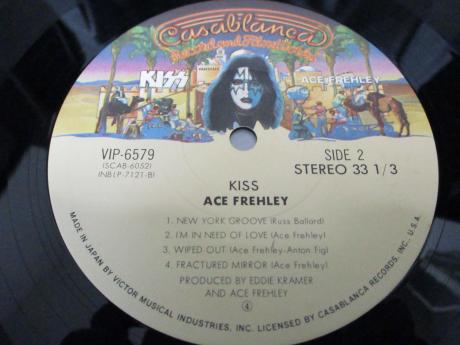 Casablanca
Record and FilmWorks
KISS
ACE FREHLEY
VIP-6579
(SCAB-6052)
(NBLP-7121-B)
SIDE 2
STEREO 33 1/3
KISS
ACE FREHLEY
1. NEW YORK GROOVE (Russ Ballard)
2. I'M IN NEED OF LOVE (Ace Frehley)
3. WIPED-OUT (Ace Frehley-Anton Fig)
4. FRACTURED MIRROR (Ace Frehley)
PRODUCED BY EDDIE KRAMER
AND ACE FREHLEY
④
MADE IN JAPAN BY VICTOR MUSICAL INDUSTRIES, INC. LICENSED BY CASABLANCA RECORDS, INC. U.S.A.